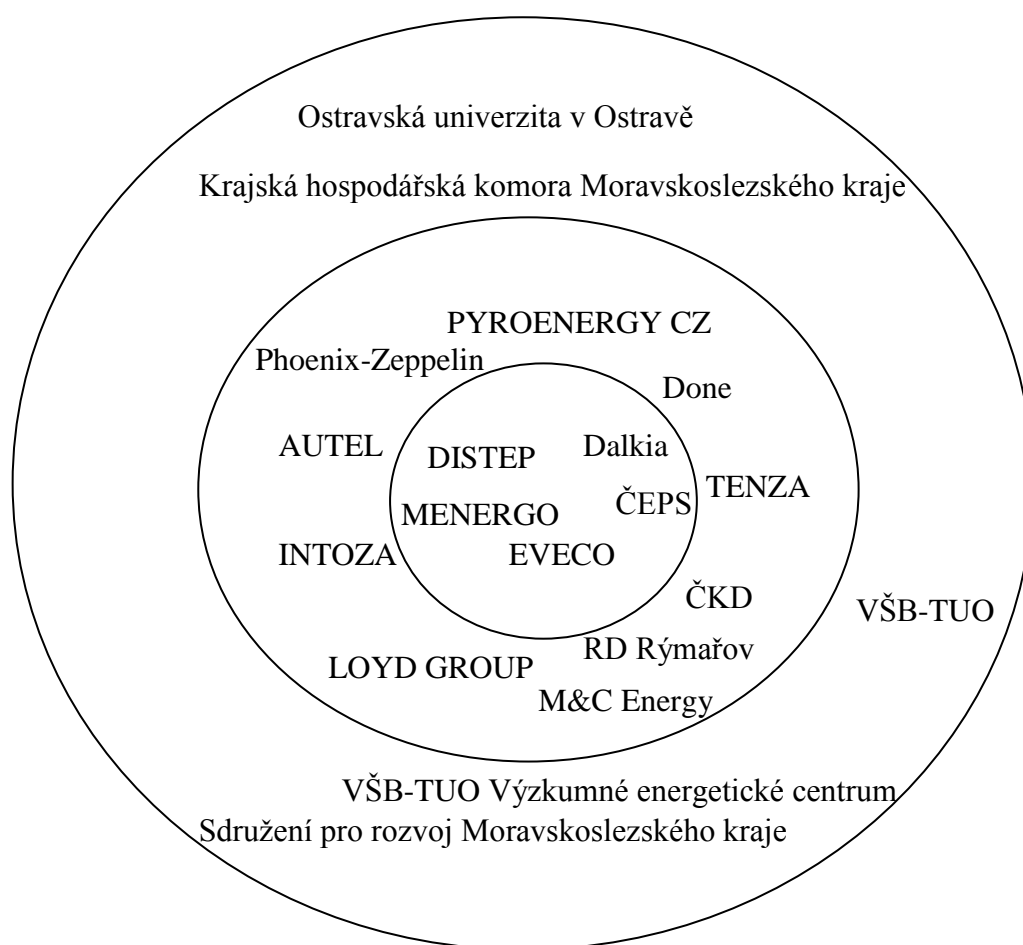 Ostravská univerzita v Ostravě
Krajská hospodářská komora Moravskoslezského kraje
PYROENERGY CZ
Phoenix-Zeppelin
Done
AUTEL
DISTEP
Dalkia
TENZA
MENERGO
ČEPS
INTOZA
EVECO
ČKD
VŠB-TUO
RD Rýmařov
LOYD GROUP
M&C Energy
VŠB-TUO Výzkumné energetické centrum
Sdružení pro rozvoj Moravskoslezského kraje